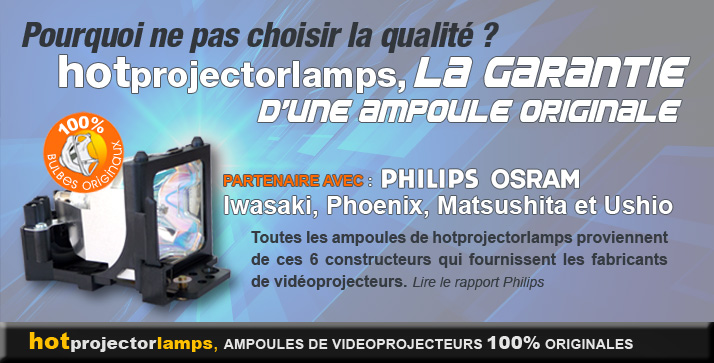 Pourquoi ne pas choisir la qualité ?
hotprojectorlamps, LA GARANTIE
D'UNE AMPOULE ORIGINALE
100%
BULBES ORIGINAUX
PARTENAIRE AVEC : PHILIPS OSRAM
Iwasaki, Phoenix, Matsushita et Ushio
Toutes les ampoules de hotprojectorlamps proviennent
de ces 6 constructeurs qui fournissent les fabricants
de vidéoprojecteurs. Lire le rapport Philips
hotprojectorlamps, AMPOULES DE VIDEOPROJECTEURS 100% ORIGINALES